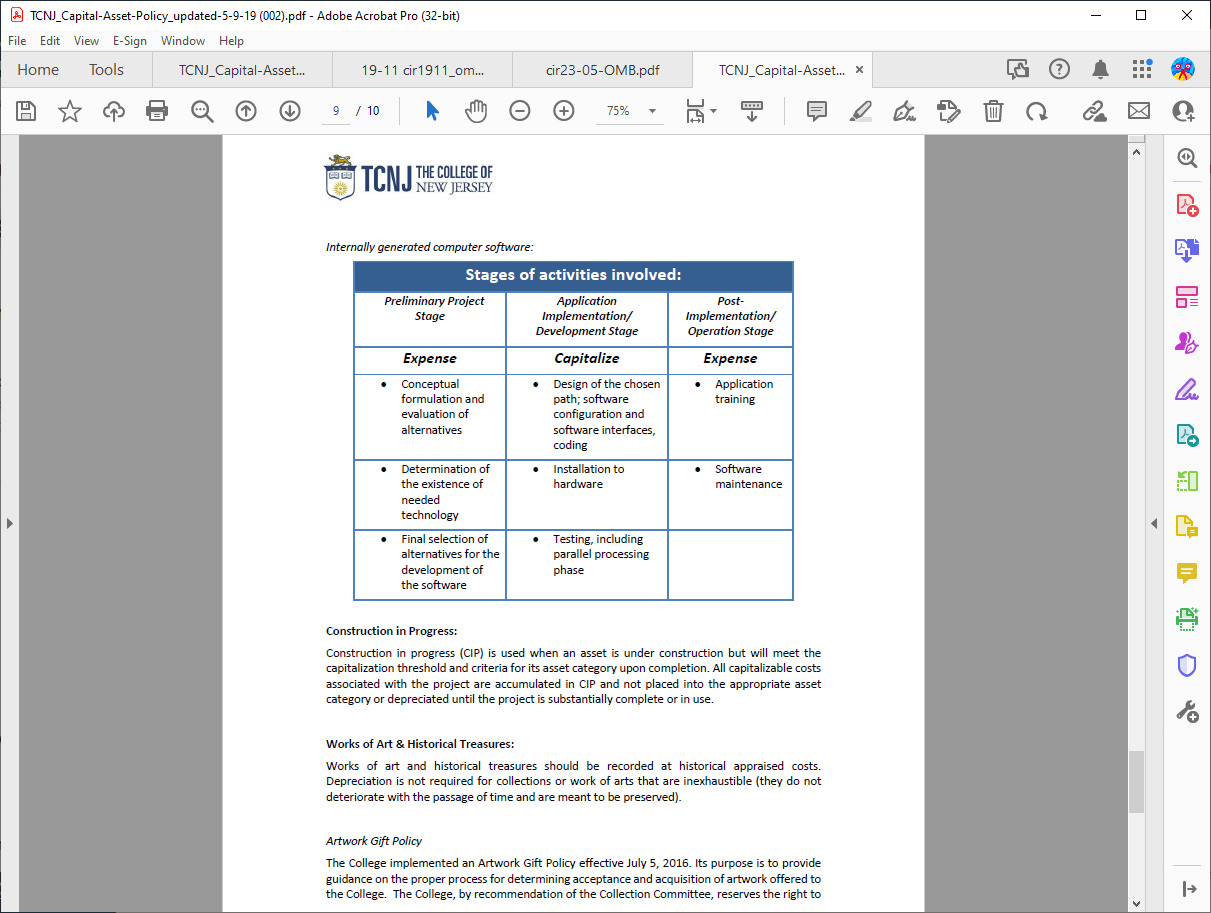 TCNJ_Capital-Asset-Policy_updated-5-9-19 (002).pdf - Adobe Acrobat Pro (32-bit)
File Edit View E-Sign Window Help
Home Tools TCNJ_Capital-Asset... 19-11 cir1911_om... cir23-05-OMB.pdf TCNJ_Capital-Asset...
9 / 10 75%
TCNJ THE COLLEGE OF
NEW JERSEY
Internally generated computer software:
Stages of activities involved:
Preliminary Project
Stage
Application
Implementation/
Development Stage
Post-
Implementation/
Operation Stage
Expense Capitalize Expense
• Conceptual
formulation and
evaluation of
alternatives
• Design of the chosen
path; software
configuration and
software interfaces,
coding
• Application
training
• Determination of
the existence of
needed
technology
• Installation to
hardware
• Software
maintenance
• Final selection of
alternatives for the
development of
the software
• Testing, including
parallel processing
phase
Construction in Progress:
Construction in progress (CIP) is used when an asset is under construction but will meet the
capitalization threshold and criteria for its asset category upon completion. All capitalizable costs
associated with the project are accumulated in CIP and not placed into the appropriate asset
category or depreciated until the project is substantially complete or in use.
Works of Art & Historical Treasures:
Works of art and historical treasures should be recorded at historical appraised costs.
Depreciation is not required for collections or work of arts that are inexhaustible (they do not
deteriorate with the passage of time and are meant to be preserved).
Artwork Gift Policy
The College implemented an Artwork Gift Policy effective July 5, 2016. Its purpose is to provide
guidance on the proper process for determining acceptance and acquisition of artwork offered to
the College. The College, by recommendation of the Collection Committee, reserves the right to